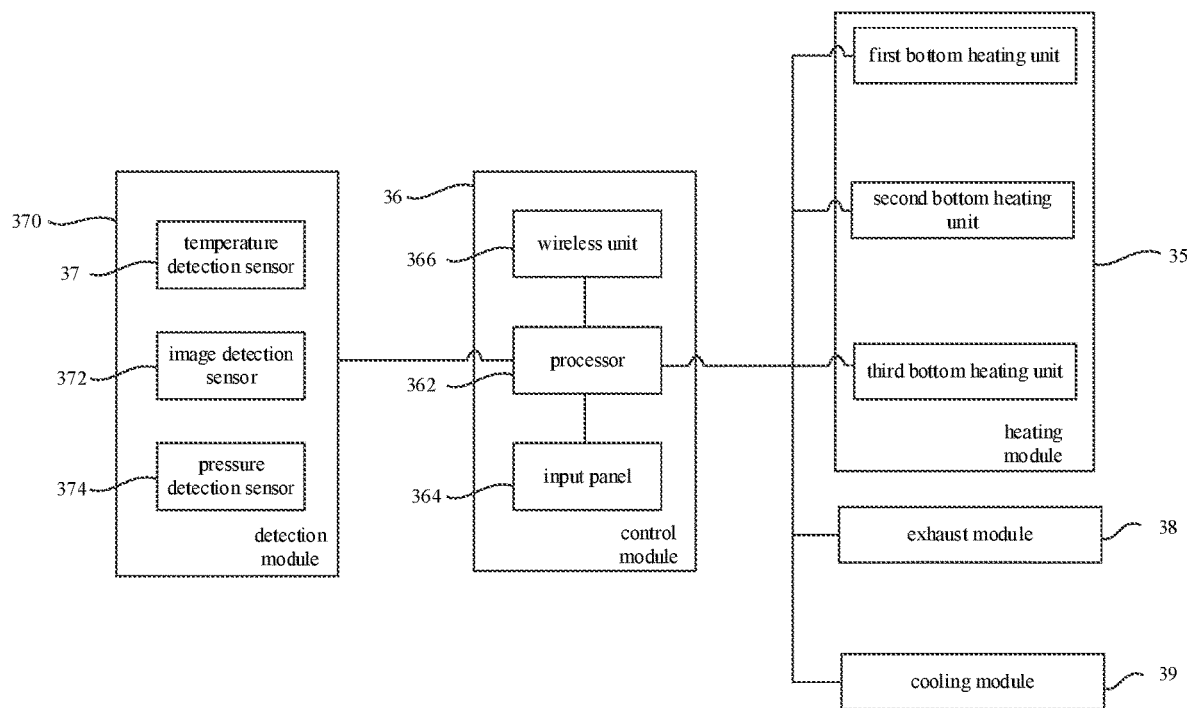 370
37
temperature
detection sensor
372
image detection
sensor
374
pressure
detection sensor
detection
module
36
366
wireless unit
362
processor
364
input panel
control
module
first bottom heating unit
second bottom heating
unit
35
third bottom heating unit
heating
module
exhaust module
38
cooling module
39